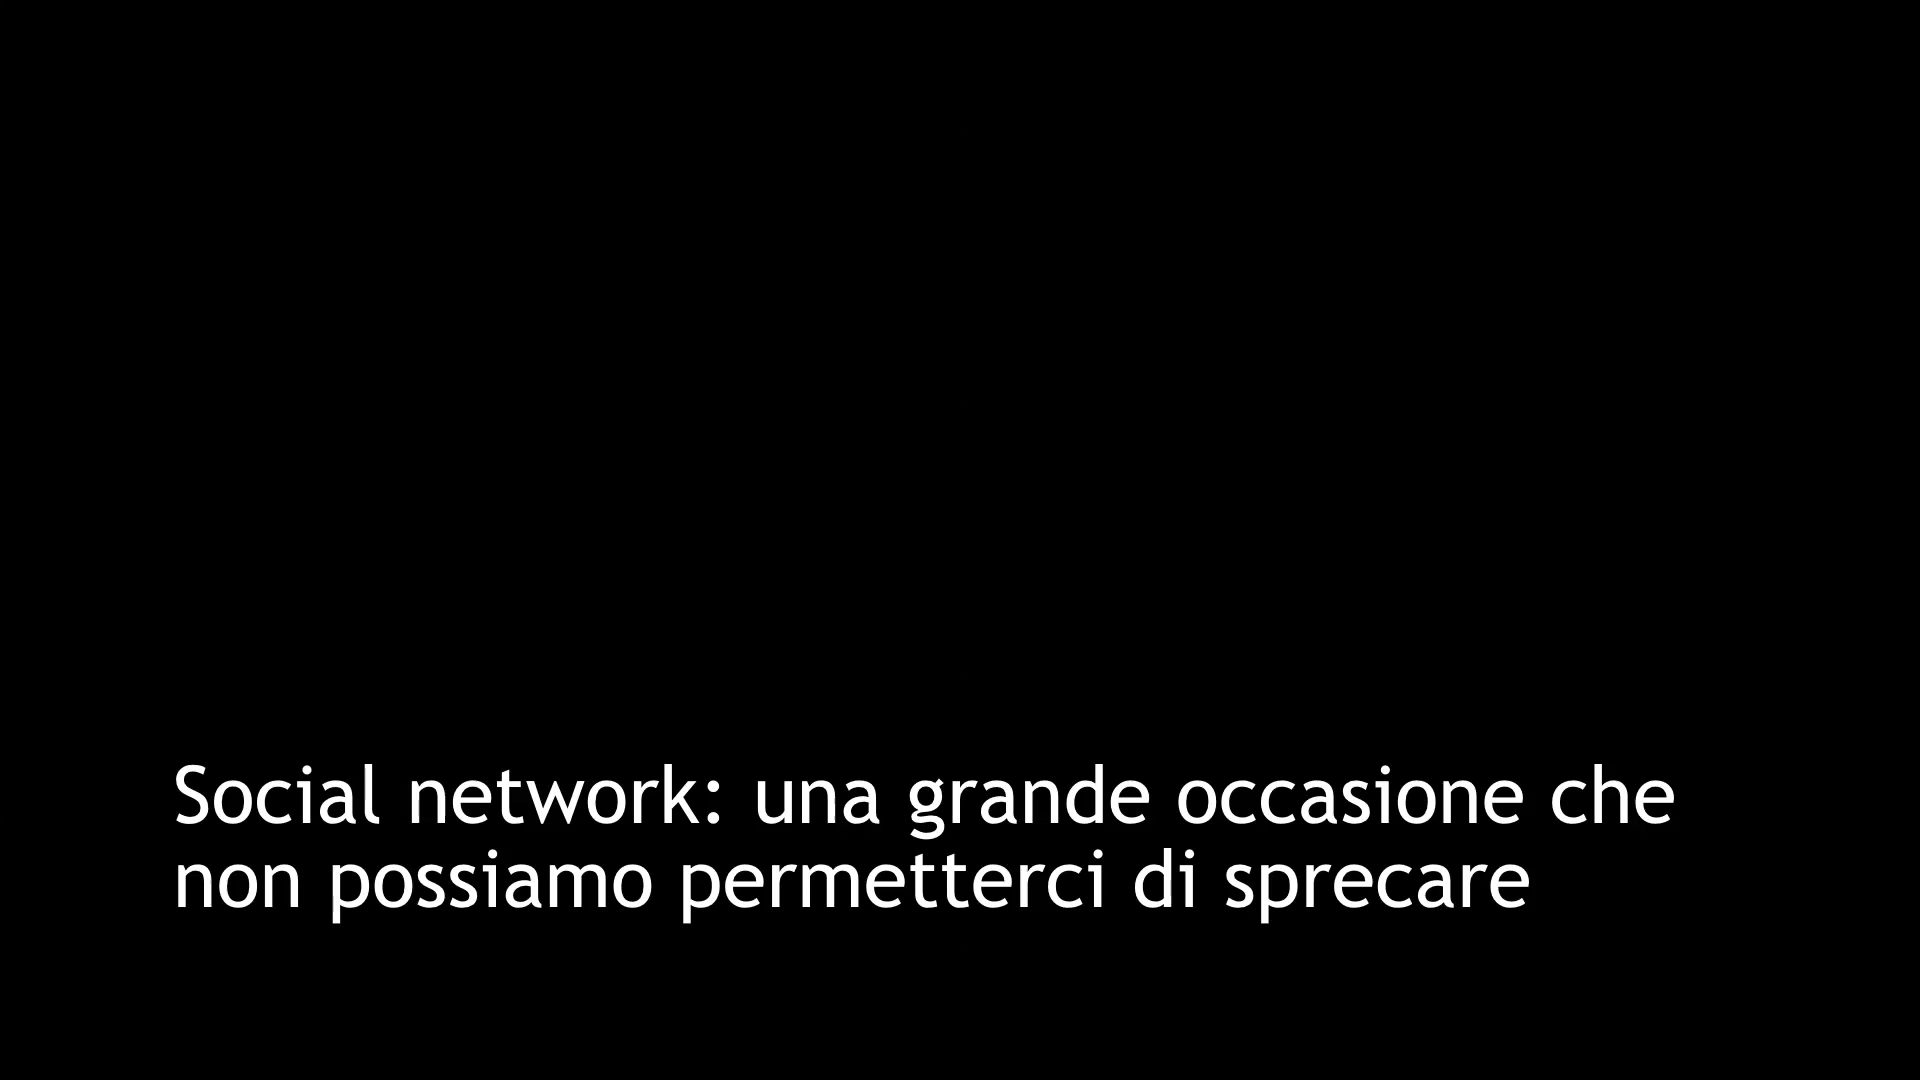 Social network: una grande occasione che
non possiamo permetterci di sprecare